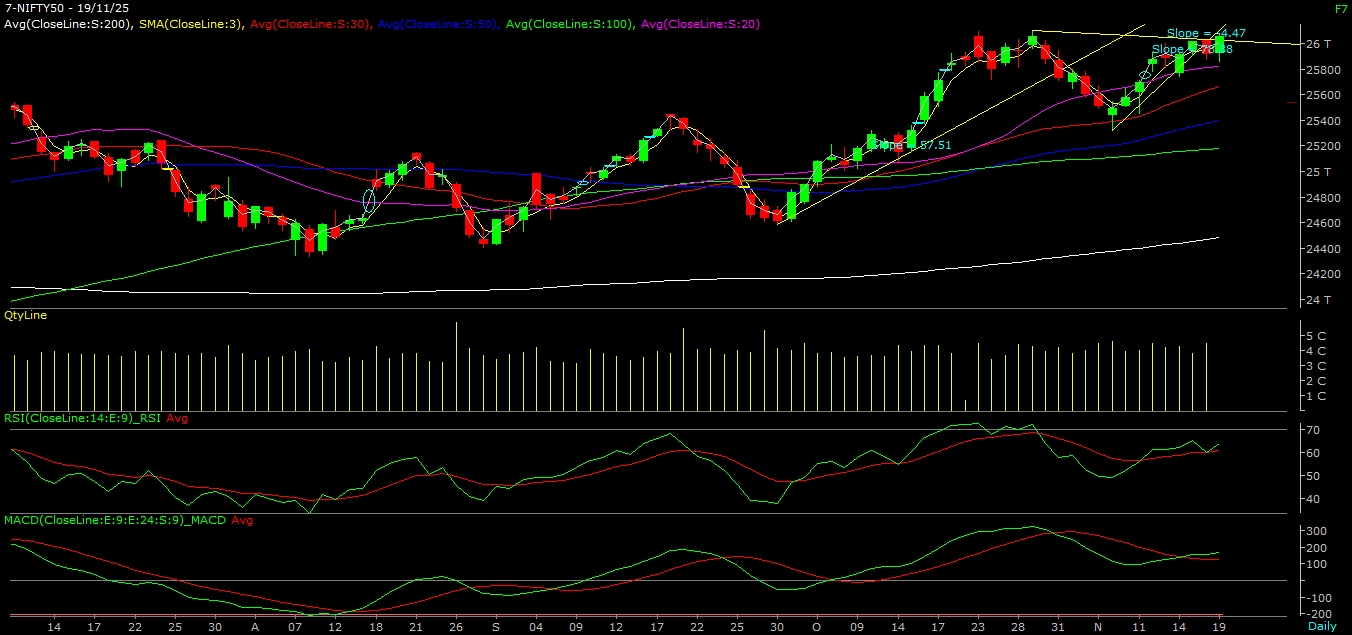 7-NIFTY50 - 19/11/25
F7
Avg(CloseLine:S:200), SMA(CloseLine:3), Avg(CloseLine:S:30), Avg(CloseLine:S:50), Avg(CloseLine:S:100), Avg(CloseLine:S:20)
Slope = -4.47
26 T
Slope
25800
25600
25400
57.51
25200
25 T
24800
24600
24400
24200
24 T
QtyLine
5 C
4 C
3 C
2 C
1 C
RSI(CloseLine:14:E:9)_RSI Avg
70
60
50
40
MACD(CloseLine:E:9:E:24:S:9)_MACD Avg
300
200
100
-100
-200
14 17 22 25 30 A 07 12 18 21 26 S 04 09 12 17 22 25 30 O 09 14 17 23 28 31 N 11 14 19 Daily